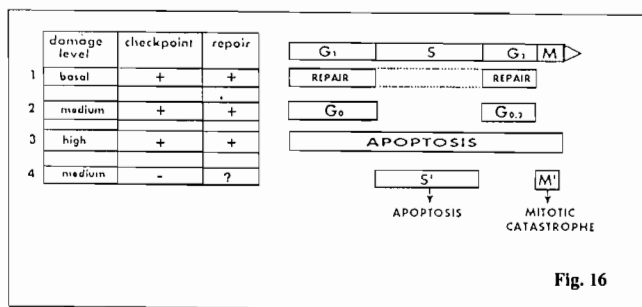 damage level checkpoint repair
1 basal + +
2 medium + +
3 high + +
4 medium - ?
G₁ S G₂ M
REPAIR REPAIR
G₀ G₀.₂
APOPTOSIS
S' M'
APOPTOSIS MITOTIC
CATASTROPHE
Fig. 16